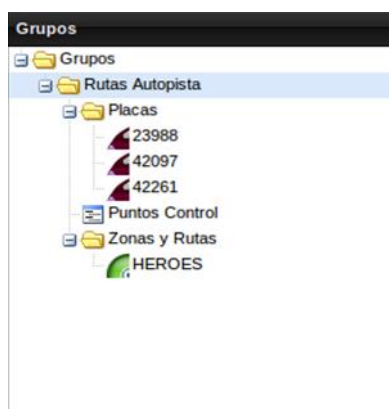 Grupos
Grupos
Rutas Autopista
Placas
23988
42097
42261
Puntos Control
Zonas y Rutas
HEROES